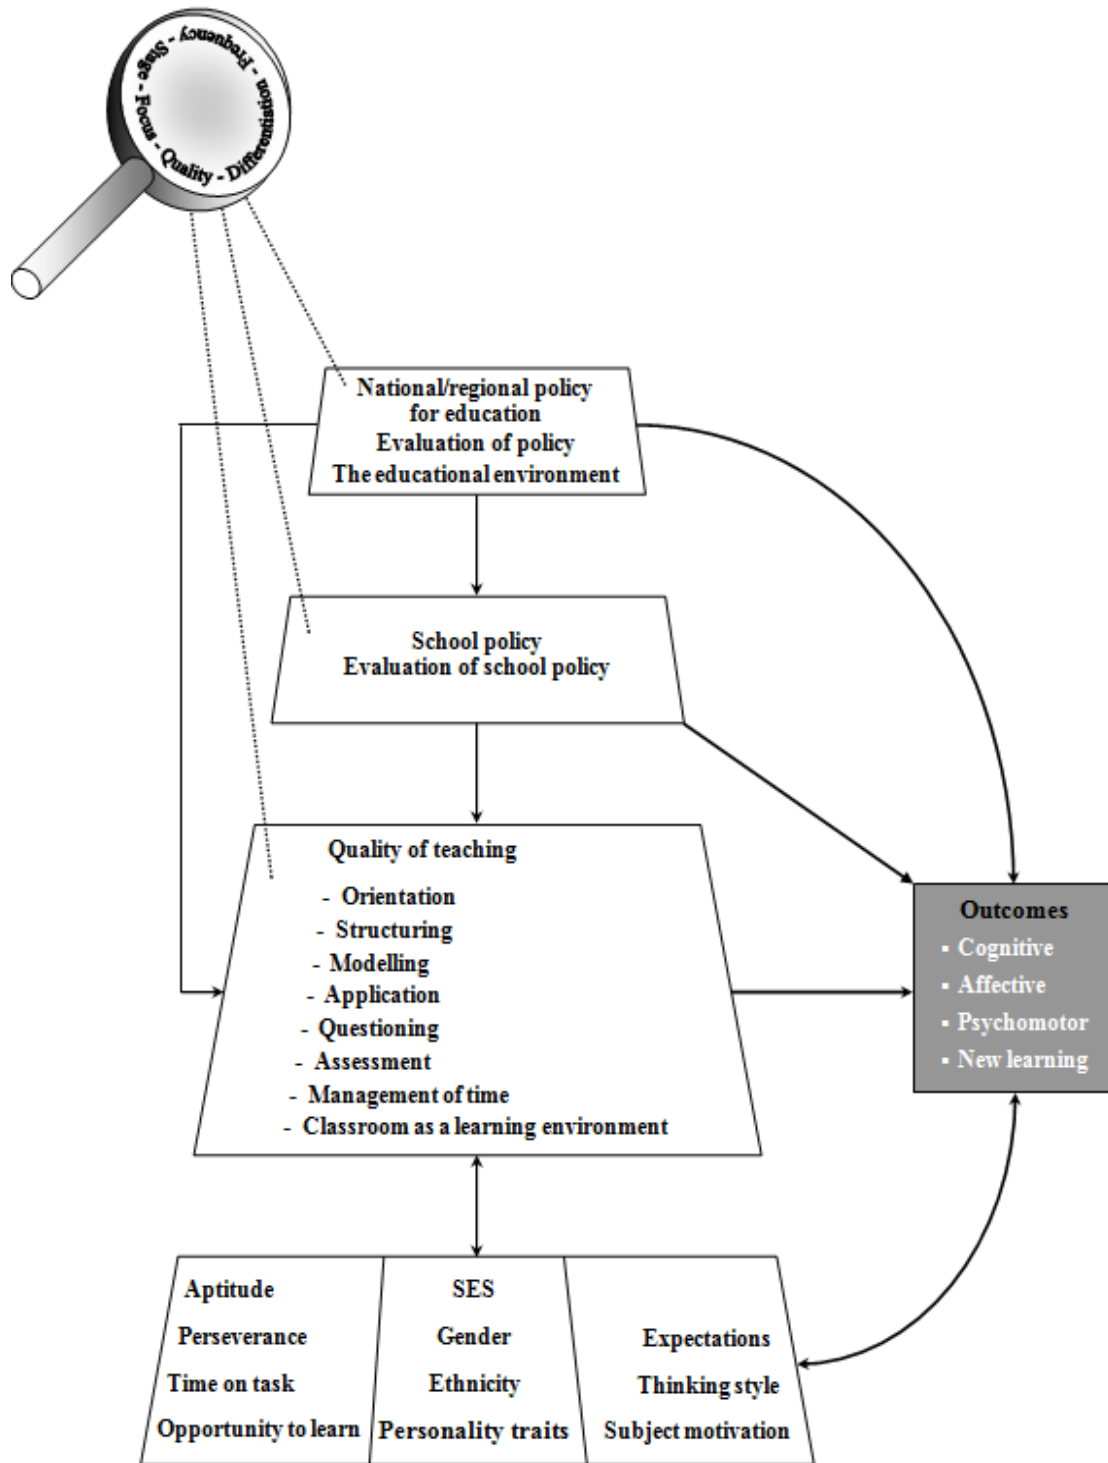 Frequency - Stage - Focus - Quality - Differentiation -
National/regional policy
for education
Evaluation of policy
The educational environment
School policy
Evaluation of school policy
Quality of teaching
- Orientation
- Structuring
- Modelling
- Application
- Questioning
- Assessment
- Management of time
- Classroom as a learning environment
Outcomes
▪ Cognitive
▪ Affective
▪ Psychomotor
▪ New learning
Aptitude
Perseverance
Time on task
Opportunity to learn
SES
Gender
Ethnicity
Personality traits
Expectations
Thinking style
Subject motivation